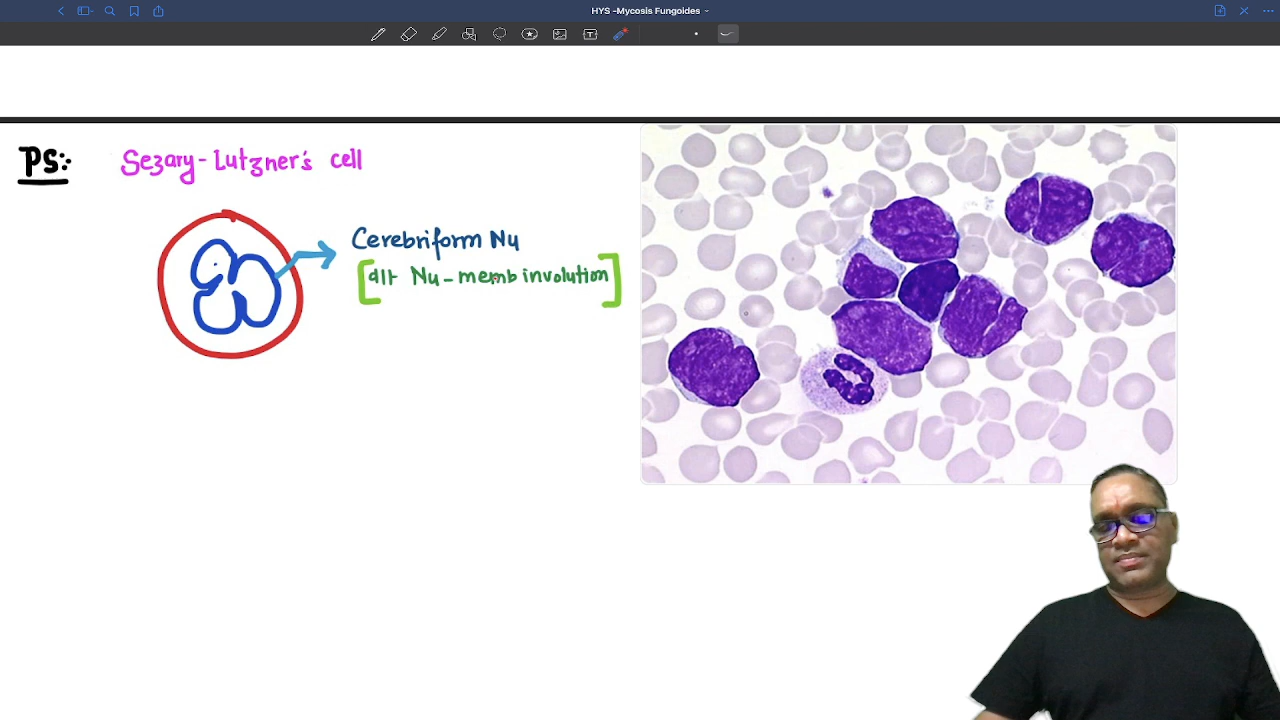 HYS -Mycosis Fungoides
PS:-
Sezary-Lutzner's cell
Cerebriform Nu
[d/t Nu-memb involution]